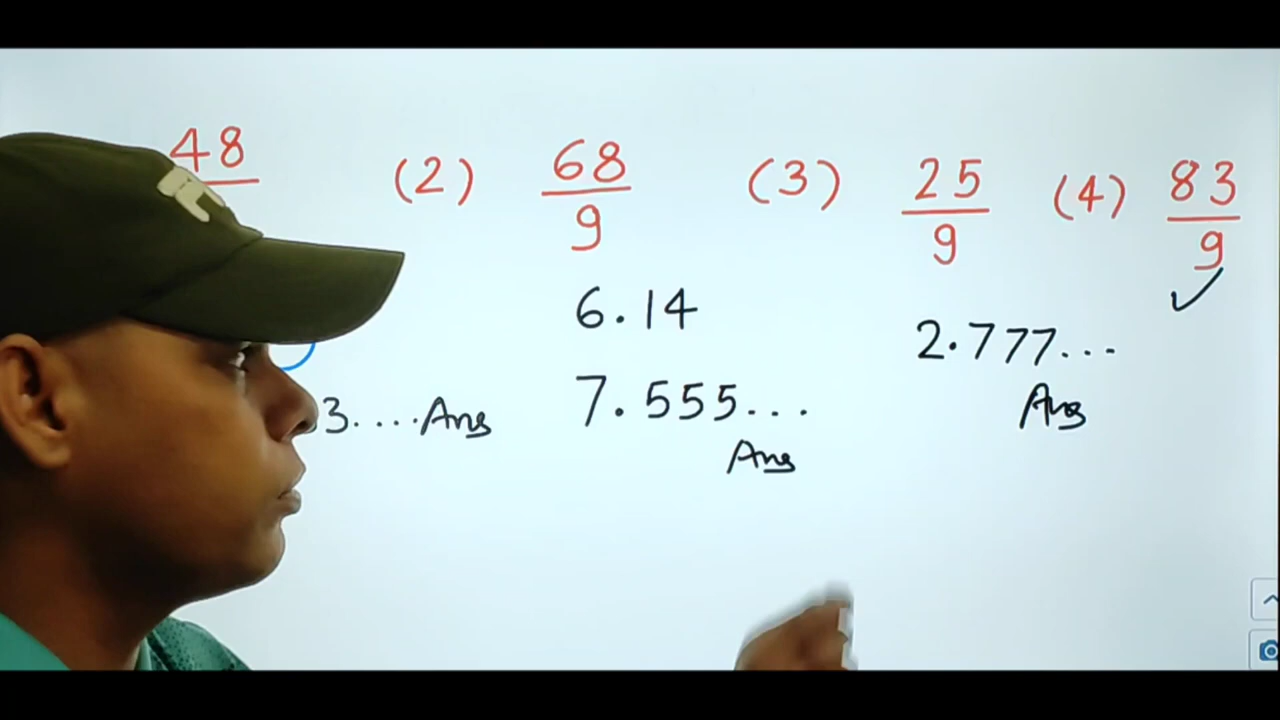 48
(2) 68/9
(3) 25/9
(4) 83/9
6.14
2.777...
3.... Ans
7.555...
Ans
Ans